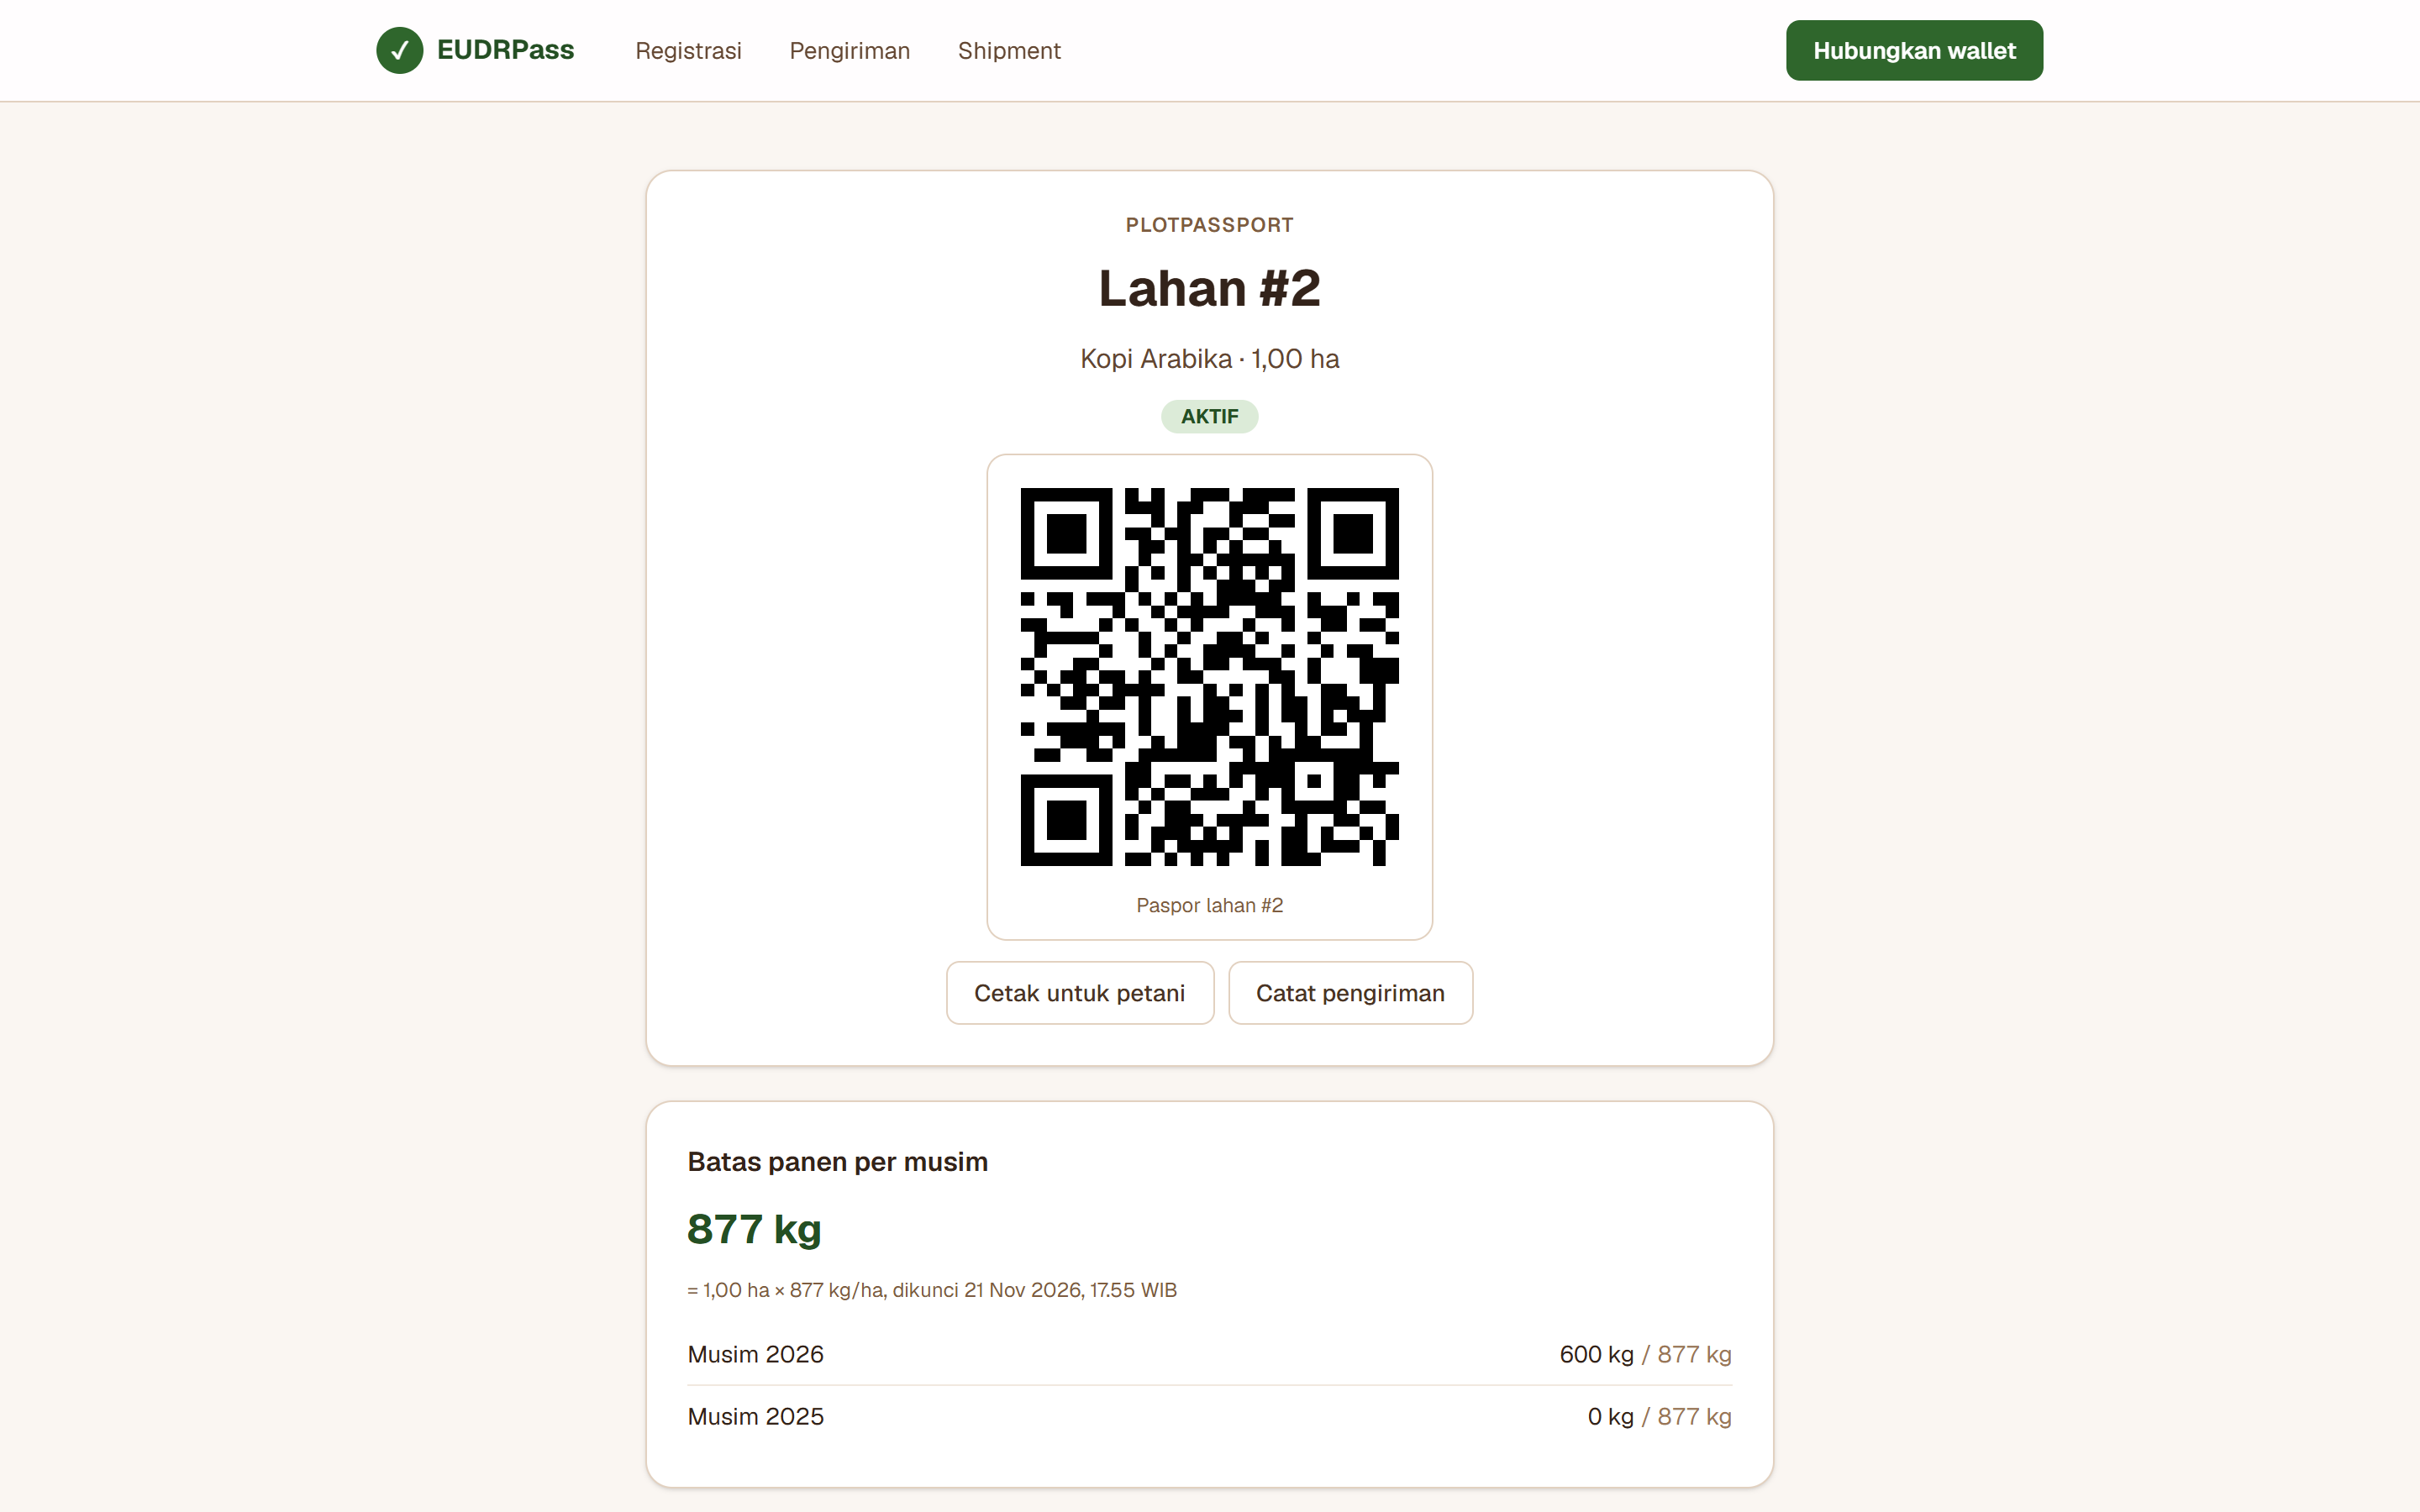 EUDRPass
Registrasi
Pengiriman
Shipment
Hubungkan wallet
PLOTPASSPORT
Lahan #2
Kopi Arabika · 1,00 ha
AKTIF
Paspor lahan #2
Cetak untuk petani
Catat pengiriman
Batas panen per musim
877 kg
= 1,00 ha × 877 kg/ha, dikunci 21 Nov 2026, 17.55 WIB
Musim 2026 600 kg / 877 kg
Musim 2025 0 kg / 877 kg